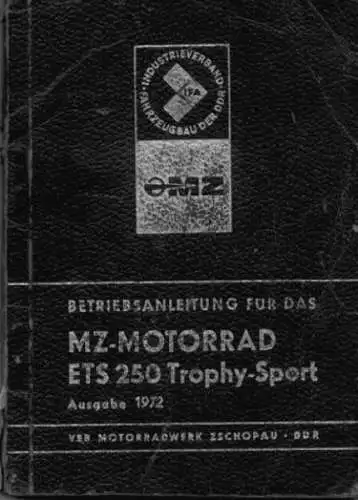 INDUSTRIEVERBAND
FAHRZEUGBAU DER DDR
IFA
MZ
BETRIEBSANLEITUNG FÜR DAS
MZ-MOTORRAD
ETS 250 Trophy-Sport
Ausgabe 1972
VEB MOTORRADWERK ZSCHOPAU · DDR